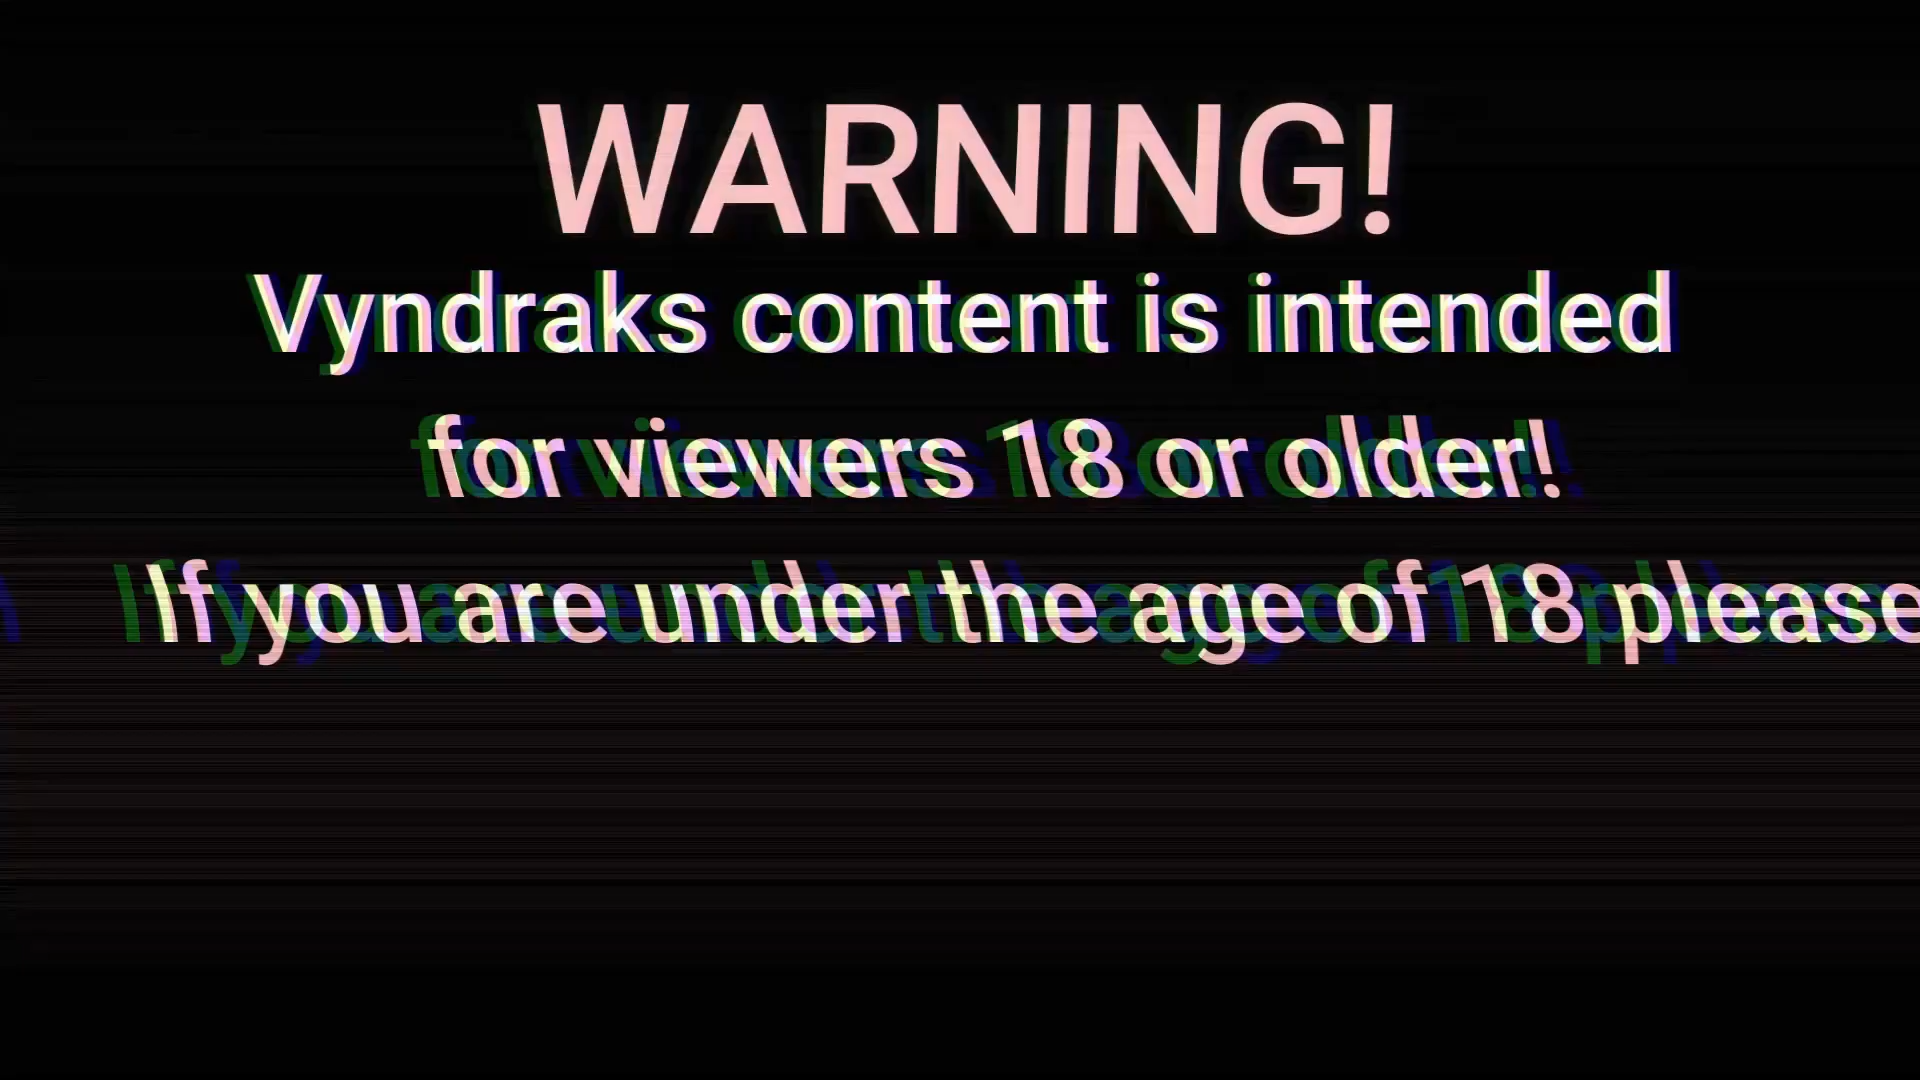 WARNING!
Vyndraks content is intended
for viewers 18 or older!
If you are under the age of 18 please